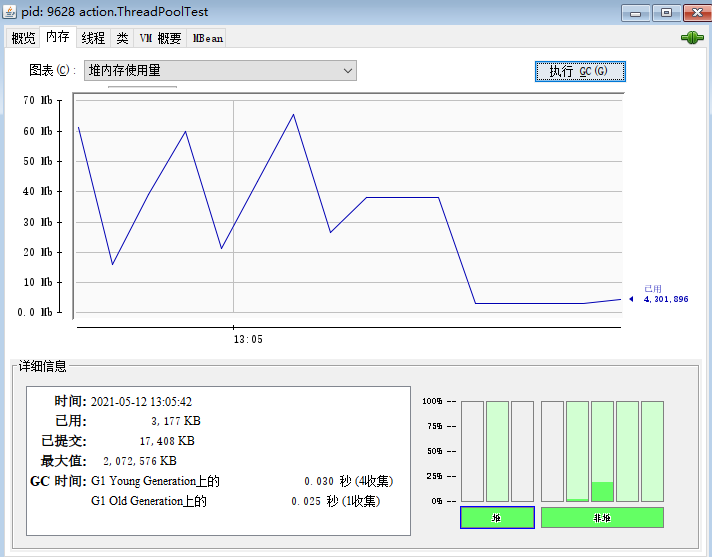 pid: 9628 action.ThreadPoolTest
概览 内存 线程 类 VM 概要 MBean
图表(C): 堆内存使用量 执行 GC(G)
70 Mb
60 Mb
50 Mb
40 Mb
30 Mb
20 Mb
10 Mb
0.0 Mb
已用
4,301,896
13:05
详细信息
时间: 2021-05-12 13:05:42
已用: 3,177 KB
已提交: 17,408 KB
最大值: 2,072,576 KB
GC 时间: G1 Young Generation上的 0.030 秒 (4收集)
G1 Old Generation上的 0.025 秒 (1收集)
100% --
75% --
50% --
25% --
0% --
堆 非堆